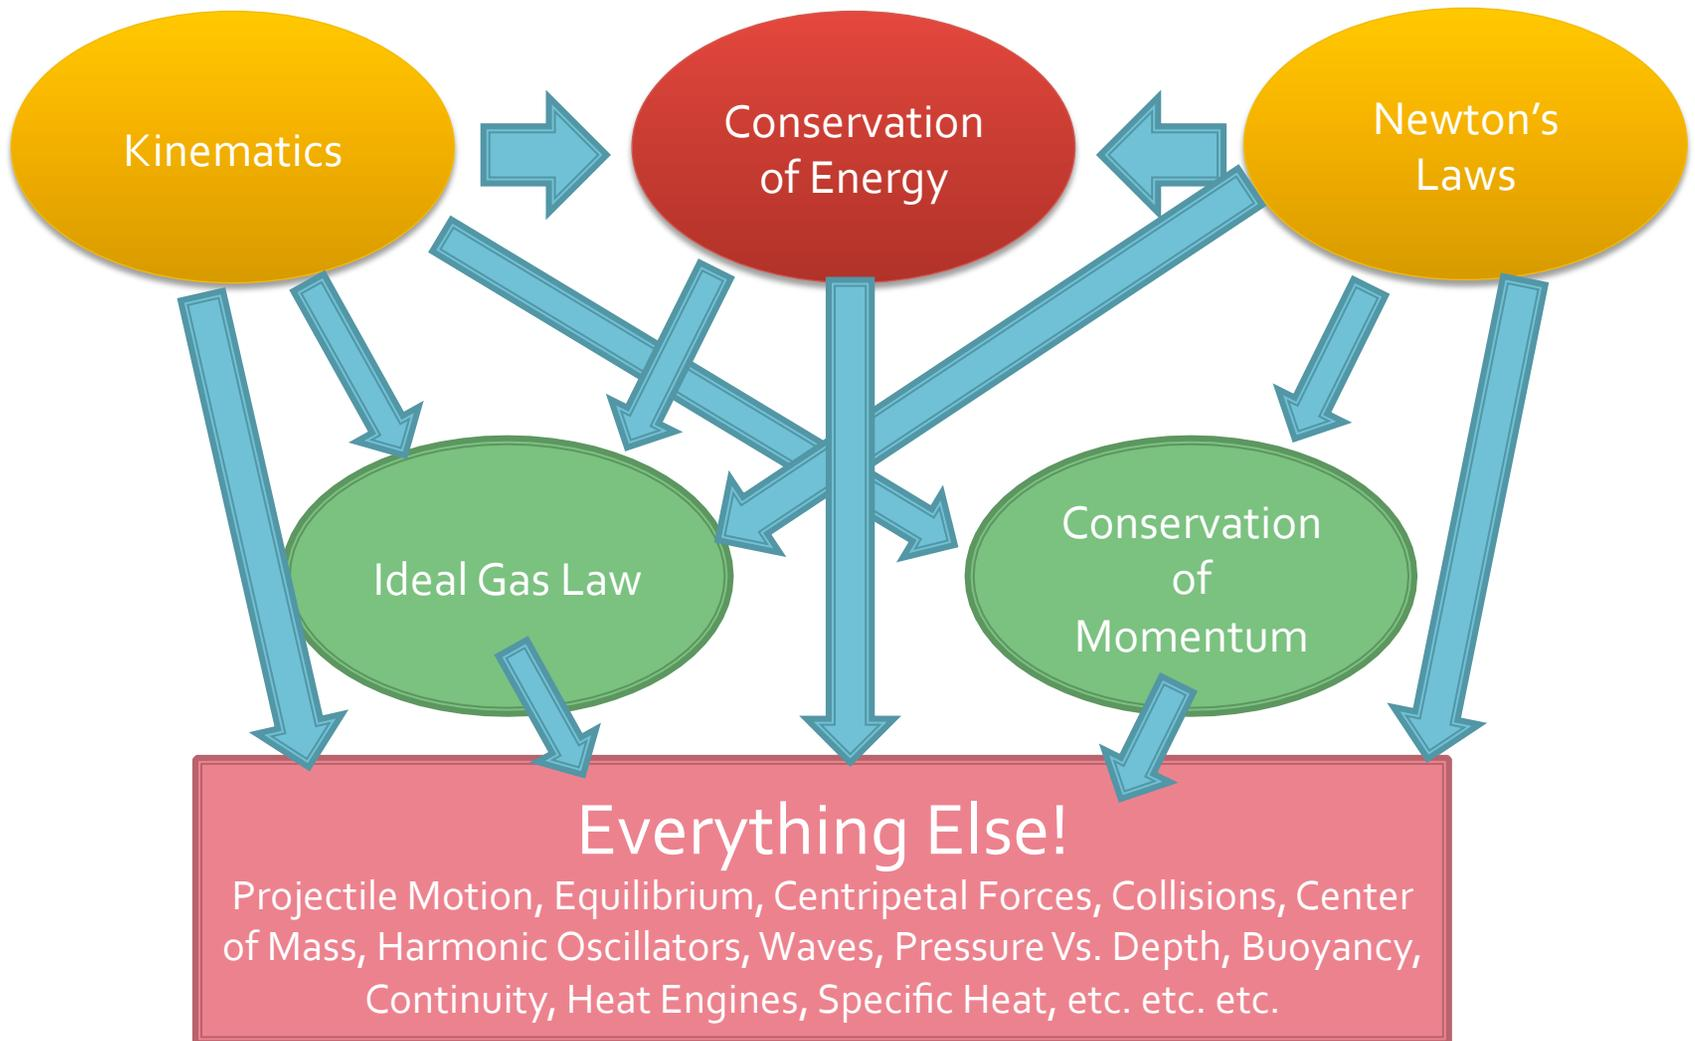 Kinematics
Conservation
of Energy
Newton’s
Laws
Ideal Gas Law
Conservation
of
Momentum
Everything Else!
Projectile Motion, Equilibrium, Centripetal Forces, Collisions, Center
of Mass, Harmonic Oscillators, Waves, Pressure Vs. Depth, Buoyancy,
Continuity, Heat Engines, Specific Heat, etc. etc. etc.